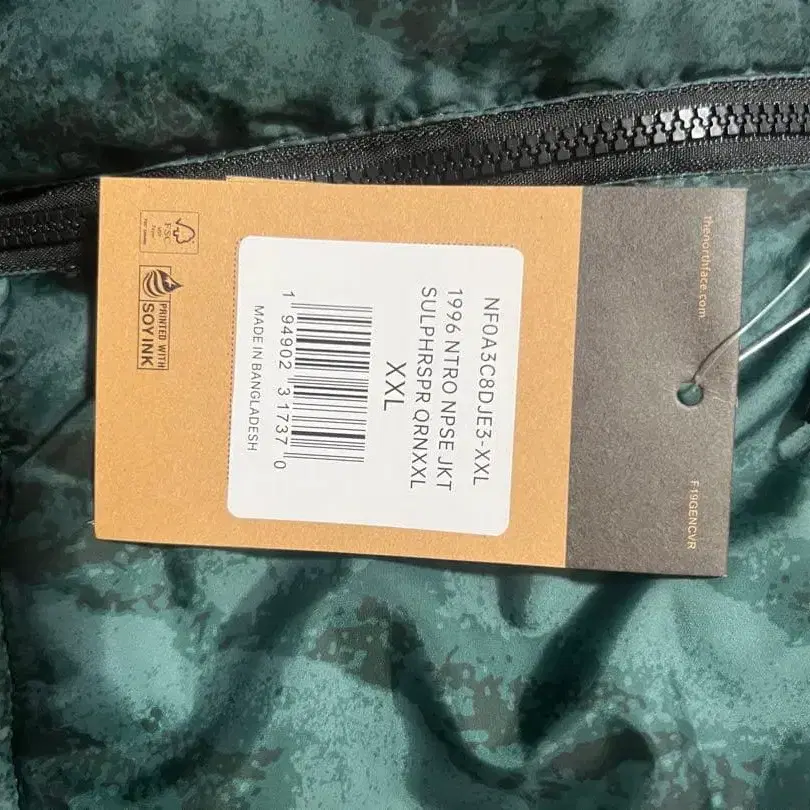 thenorthface.com
F19GENCVR
NF0A3C8DJE3-XXL
1996 NTRO NPSE JKT
SULPHRSPR QRNXXL
XXL
1 94902 31737 0
MADE IN BANGLADESH
FSC
PRINTED WITH
SOY INK